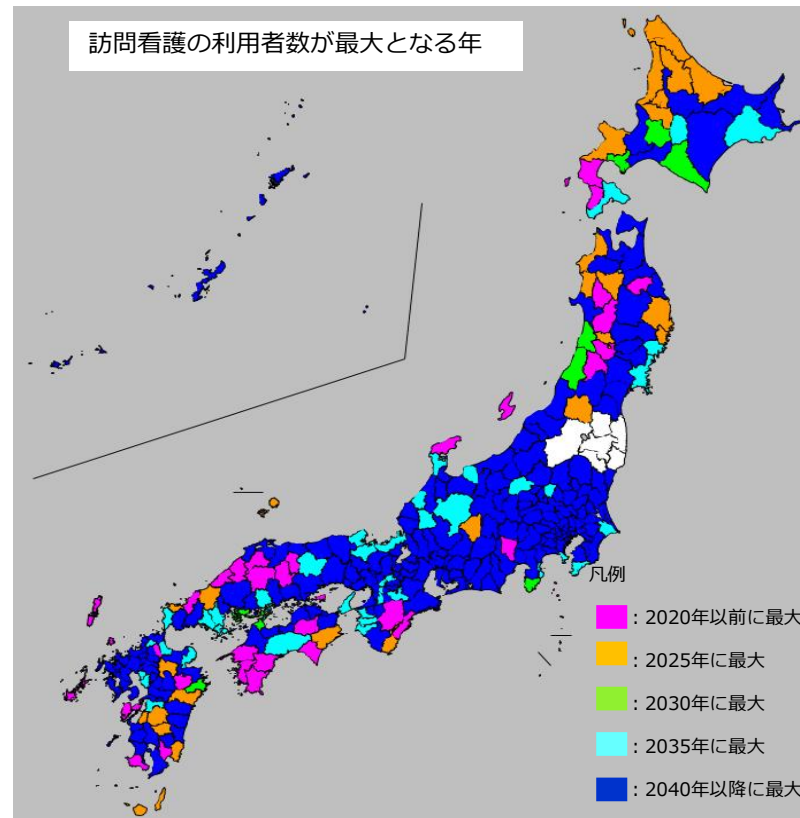 訪問看護の利用者数が最大となる年
凡例
：2020年以前に最大
：2025年に最大
：2030年に最大
：2035年に最大
：2040年以降に最大